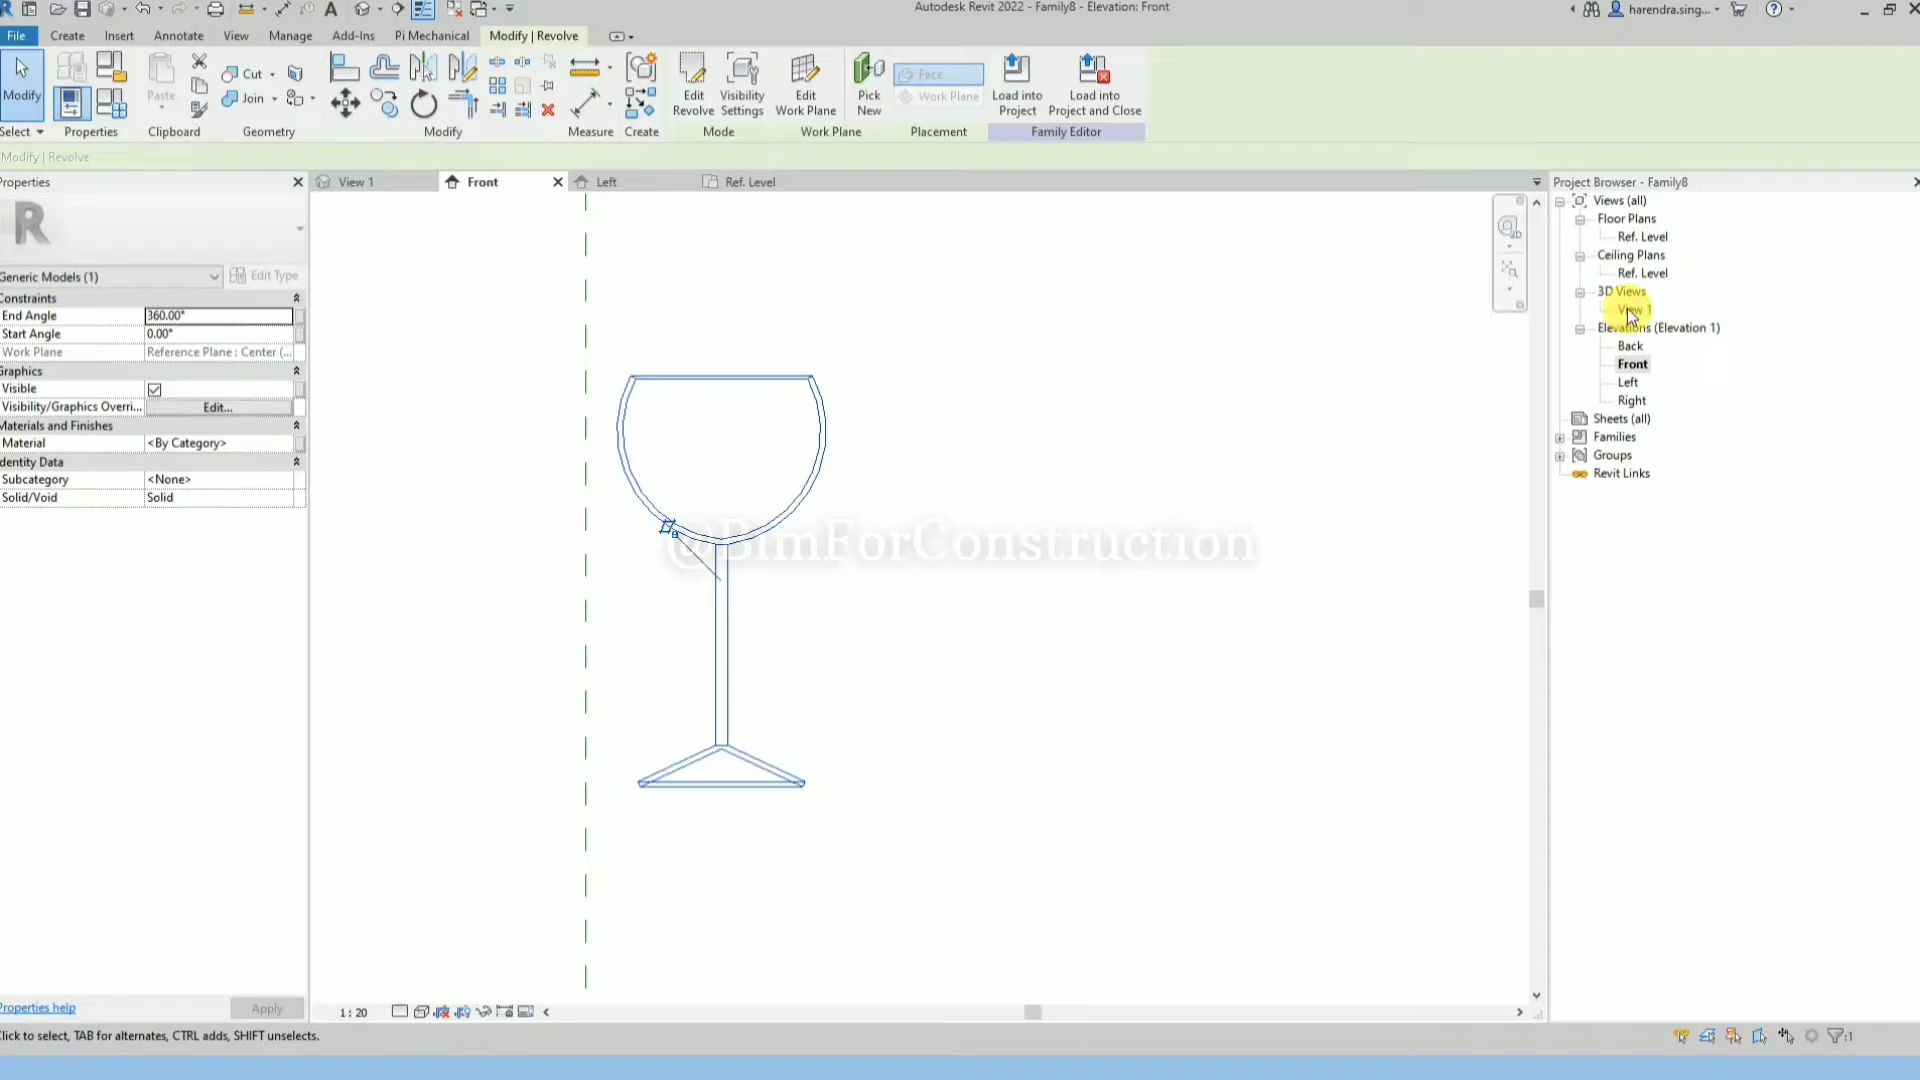 Autodesk Revit 2022 - Family8 - Elevation: Front
harendra.sing...
File Create Insert Annotate View Manage Add-Ins Pi Mechanical Modify | Revolve
Modify
Paste
Cut
Join
Edit Revolve
Visibility Settings
Edit Work Plane
Pick New
Face
Work Plane
Load into Project
Load into Project and Close
Select Properties Clipboard Geometry Modify Measure Create Mode Work Plane Placement Family Editor
Modify | Revolve
Properties
View 1 Front Left Ref. Level
Project Browser - Family8
R
Generic Models (1) Edit Type
Constraints
End Angle 360.00°
Start Angle 0.00°
Work Plane Reference Plane : Center (...
Graphics
Visible
Visibility/Graphics Overri... Edit...
Materials and Finishes
Material <By Category>
Identity Data
Subcategory <None>
Solid/Void Solid
Views (all)
Floor Plans
Ref. Level
Ceiling Plans
Ref. Level
3D Views
View 1
Elevations (Elevation 1)
Back
Front
Left
Right
Sheets (all)
Families
Groups
Revit Links
@BimForConstruction
Properties help Apply
1 : 20
Click to select, TAB for alternates, CTRL adds, SHIFT unselects.
:1